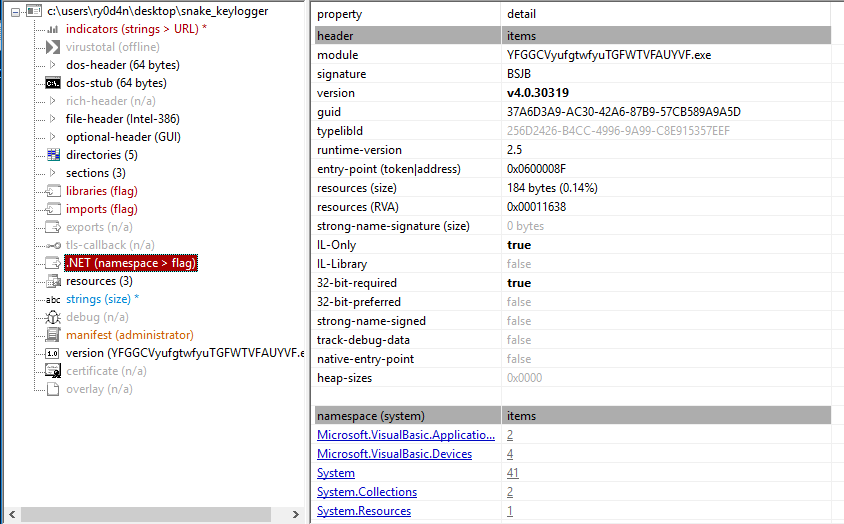 c:\users\ry0d4n\desktop\snake_keylogger
indicators (strings > URL) *
virustotal (offline)
dos-header (64 bytes)
dos-stub (64 bytes)
rich-header (n/a)
file-header (Intel-386)
optional-header (GUI)
directories (5)
sections (3)
libraries (flag)
imports (flag)
exports (n/a)
tls-callback (n/a)
.NET (namespace > flag)
resources (3)
abc strings (size) *
debug (n/a)
manifest (administrator)
1.0 version (YFGGCVyufgtwfyuTGFWTVFAUYVF.e
certificate (n/a)
overlay (n/a)
property detail
header items
module YFGGCVyufgtwfyuTGFWTVFAUYVF.exe
signature BSJB
version v4.0.30319
guid 37A6D3A9-AC30-42A6-87B9-57CB589A9A5D
typelibId 256D2426-B4CC-4996-9A99-C8E915357EEF
runtime-version 2.5
entry-point (token|address) 0x0600008F
resources (size) 184 bytes (0.14%)
resources (RVA) 0x00011638
strong-name-signature (size) 0 bytes
IL-Only true
IL-Library false
32-bit-required true
32-bit-preferred false
strong-name-signed false
track-debug-data false
native-entry-point false
heap-sizes 0x0000
namespace (system) items
Microsoft.VisualBasic.Applicatio... 2
Microsoft.VisualBasic.Devices 4
System 41
System.Collections 2
System.Resources 1